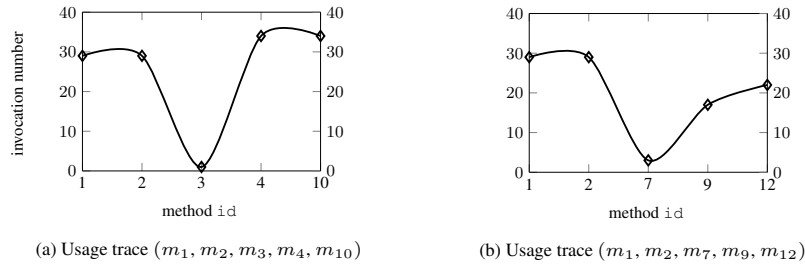 40 40
30 30
20 20
10 10
0 0
1 2 3 4 10
invocation number
method id
(a) Usage trace (m1, m2, m3, m4, m10)
40 40
30 30
20 20
10 10
0 0
1 2 7 9 12
method id
(b) Usage trace (m1, m2, m7, m9, m12)